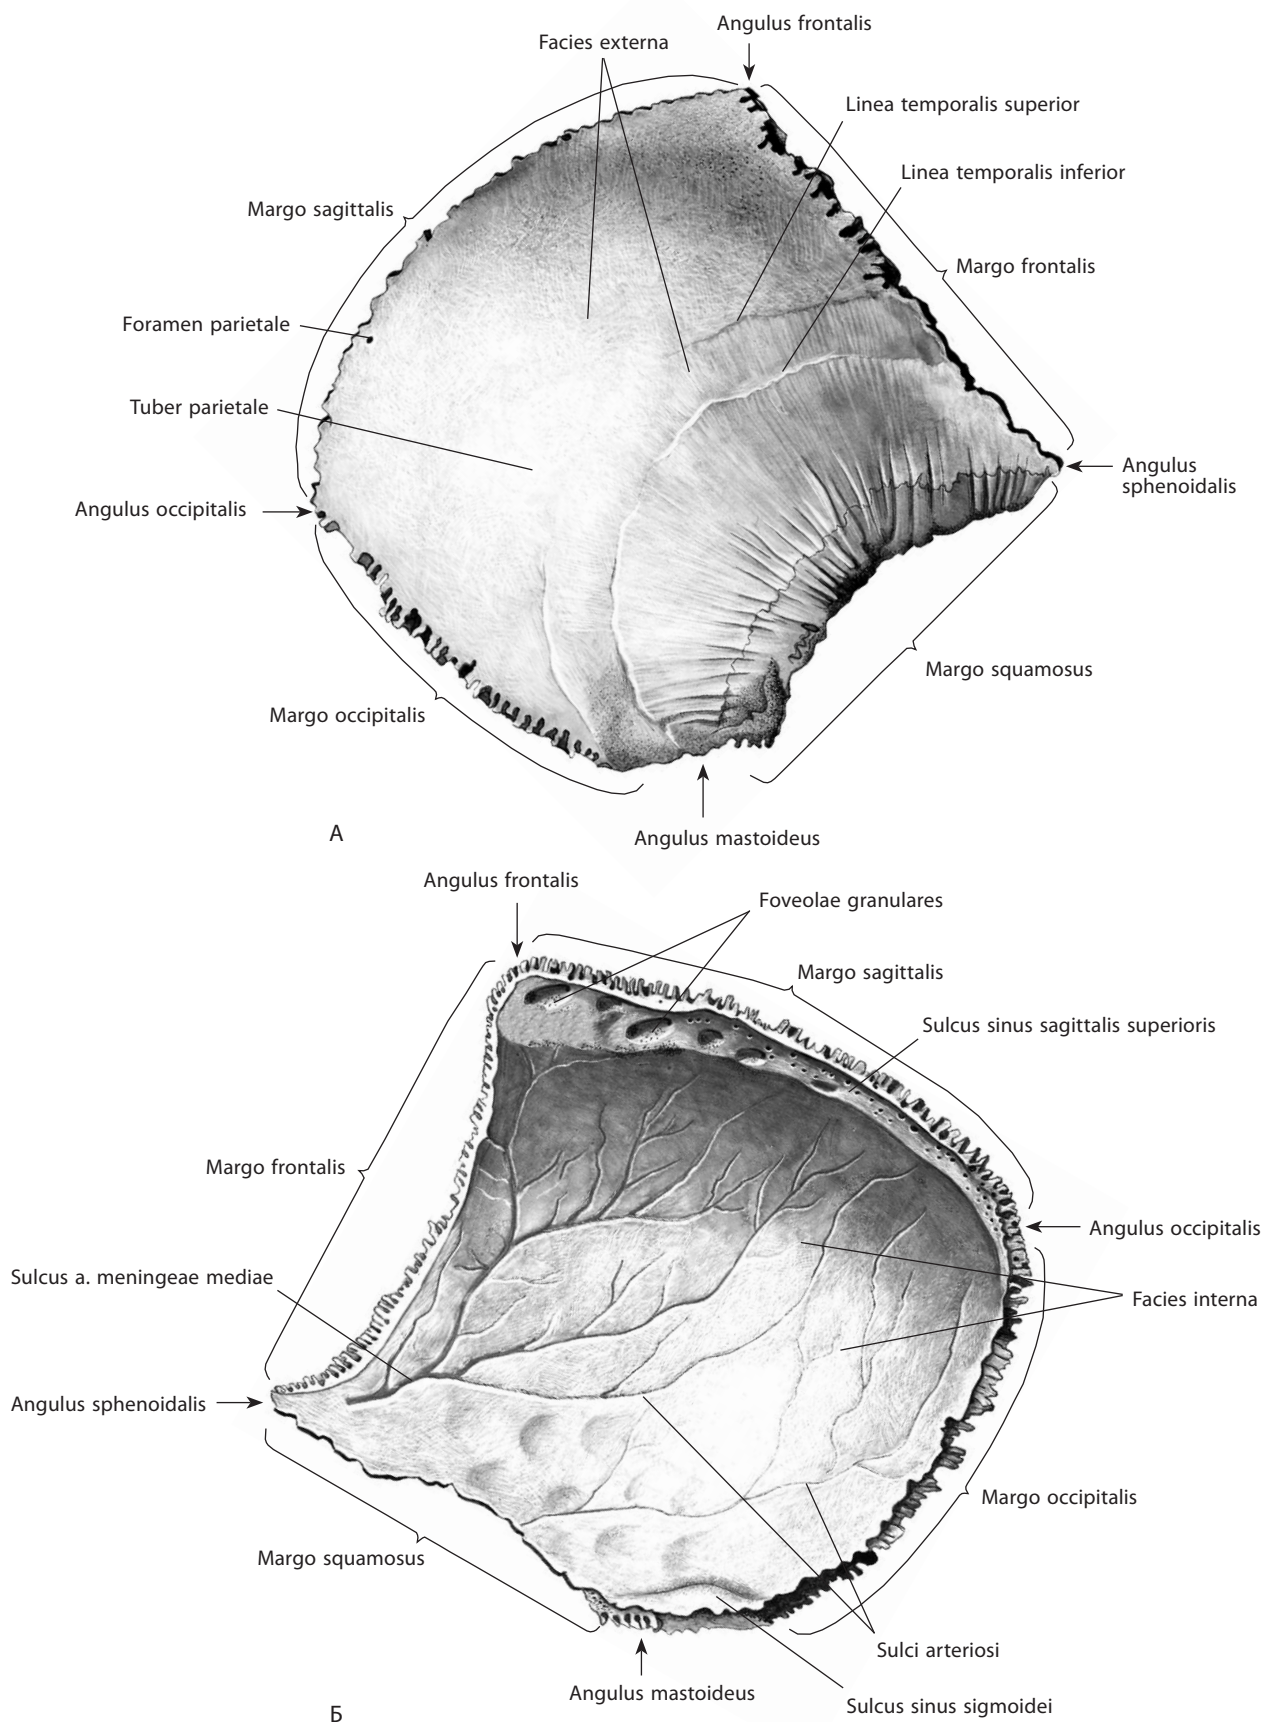 Angulus frontalis
Facies externa
Linea temporalis superior
Linea temporalis inferior
Margo sagittalis
Margo frontalis
Foramen parietale
Tuber parietale
Angulus
sphenoidalis
Angulus occipitalis
Margo squamosus
Margo occipitalis
А
Angulus mastoideus
Angulus frontalis
Foveolae granulares
Margo sagittalis
Sulcus sinus sagittalis superioris
Margo frontalis
Angulus occipitalis
Sulcus a. meningeae mediae
Facies interna
Angulus sphenoidalis
Margo occipitalis
Margo squamosus
Sulci arteriosi
Angulus mastoideus
Sulcus sinus sigmoidei
Б